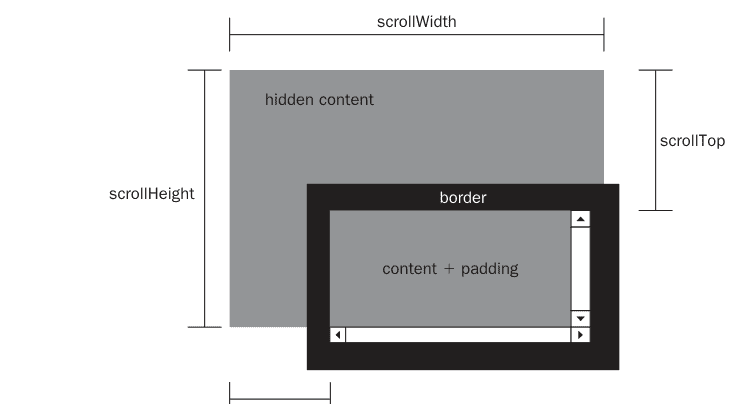 scrollWidth
hidden content
scrollTop
scrollHeight
border
content + padding